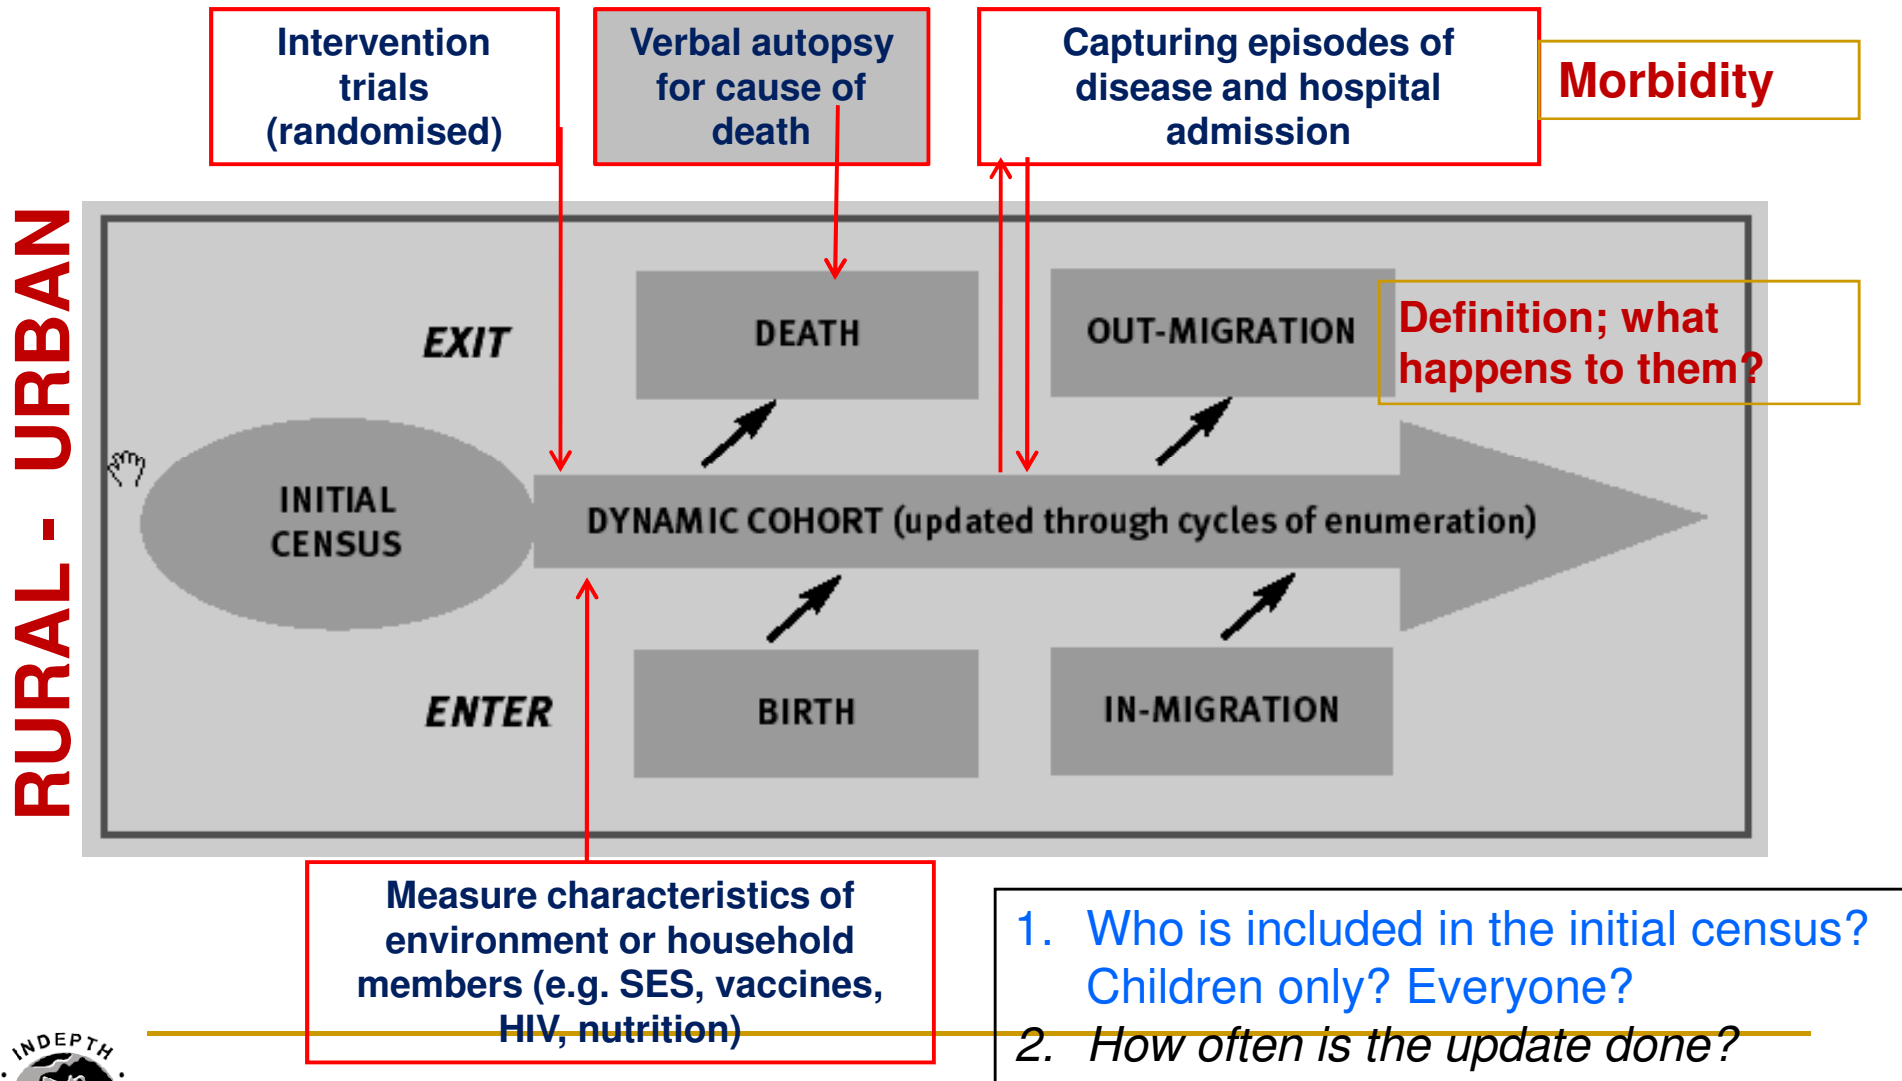 Intervention
trials
(randomised)
Verbal autopsy
for cause of
death
Capturing episodes of
disease and hospital
admission
Morbidity
RURAL - URBAN
EXIT
DEATH
OUT-MIGRATION
Definition; what
happens to them?
INITIAL
CENSUS
DYNAMIC COHORT (updated through cycles of enumeration)
ENTER
BIRTH
IN-MIGRATION
Measure characteristics of
environment or household
members (e.g. SES, vaccines,
HIV, nutrition)
1. Who is included in the initial census?
Children only? Everyone?
2. How often is the update done?
INDEPTH